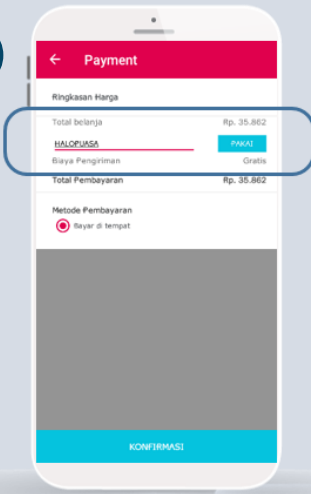 Payment
Ringkasan Harga
Total belanja Rp. 35.862
HALOPUASA PAKAI
Biaya Pengiriman Gratis
Total Pembayaran Rp. 35.862
Metode Pembayaran
Bayar di tempat
KONFIRMASI